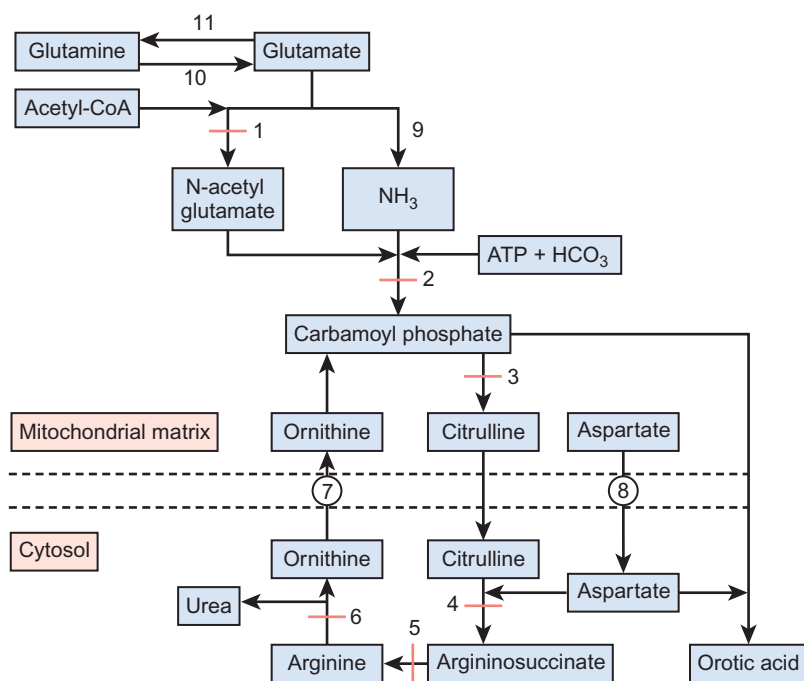 11
Glutamine
Glutamate
10
Acetyl-CoA
1
9
N-acetyl
glutamate
NH₃
ATP + HCO₃
2
Carbamoyl phosphate
3
Mitochondrial matrix
Ornithine
Citrulline
Aspartate
7
8
Cytosol
Ornithine
Citrulline
Aspartate
Urea
4
6
5
Arginine
Argininosuccinate
Orotic acid